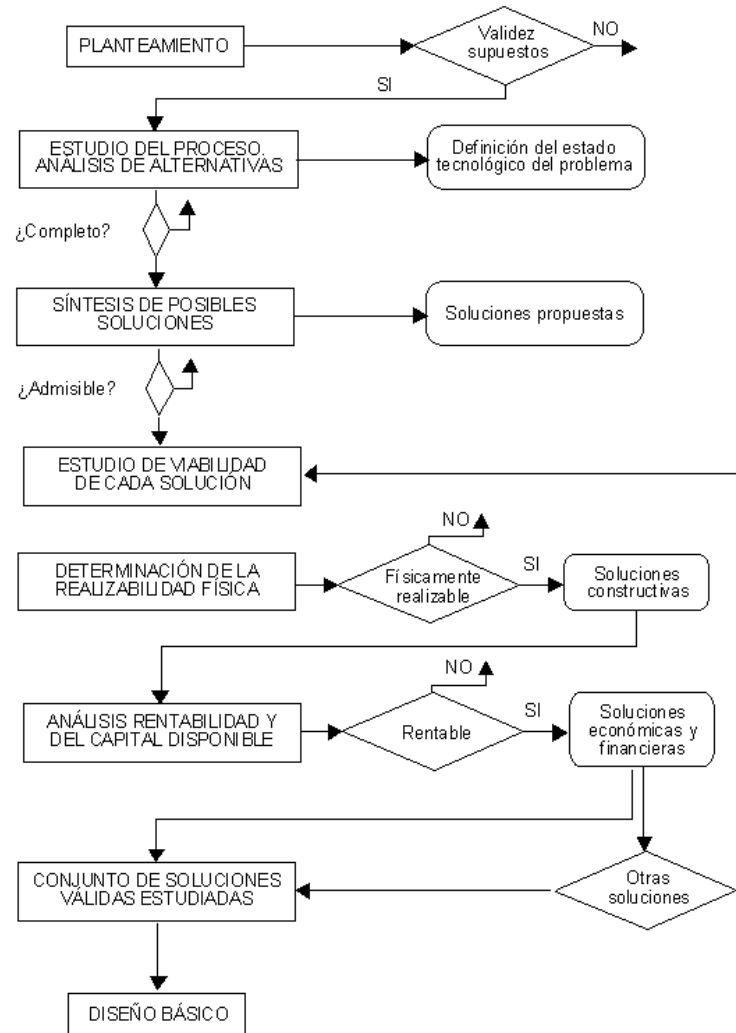 PLANTEAMIENTO
Validez
supuestos
NO
SI
ESTUDIO DEL PROCESO.
ANÁLISIS DE ALTERNATIVAS
Definición del estado
tecnológico del problema
¿Completo?
SÍNTESIS DE POSIBLES
SOLUCIONES
Soluciones propuestas
¿Admisible?
ESTUDIO DE VIABILIDAD
DE CADA SOLUCIÓN
NO
DETERMINACIÓN DE LA
REALIZABILIDAD FÍSICA
Físicamente
realizable
SI
Soluciones
constructivas
NO
ANÁLISIS RENTABILIDAD Y
DEL CAPITAL DISPONIBLE
Rentable
SI
Soluciones
económicas y
financieras
CONJUNTO DE SOLUCIONES
VÁLIDAS ESTUDIADAS
Otras
soluciones
DISEÑO BÁSICO